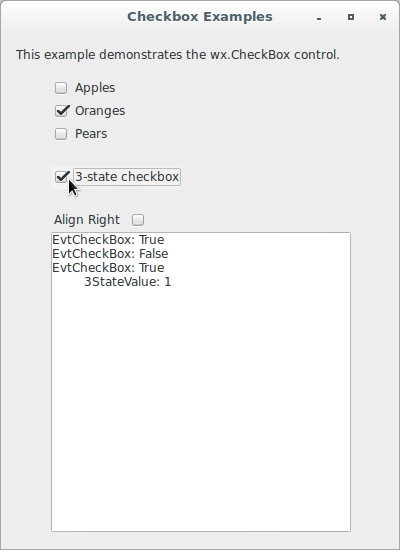 Checkbox Examples
This example demonstrates the wx.CheckBox control.
Apples
Oranges
Pears
3-state checkbox
Align Right
EvtCheckBox: True
EvtCheckBox: False
EvtCheckBox: True
3StateValue: 1